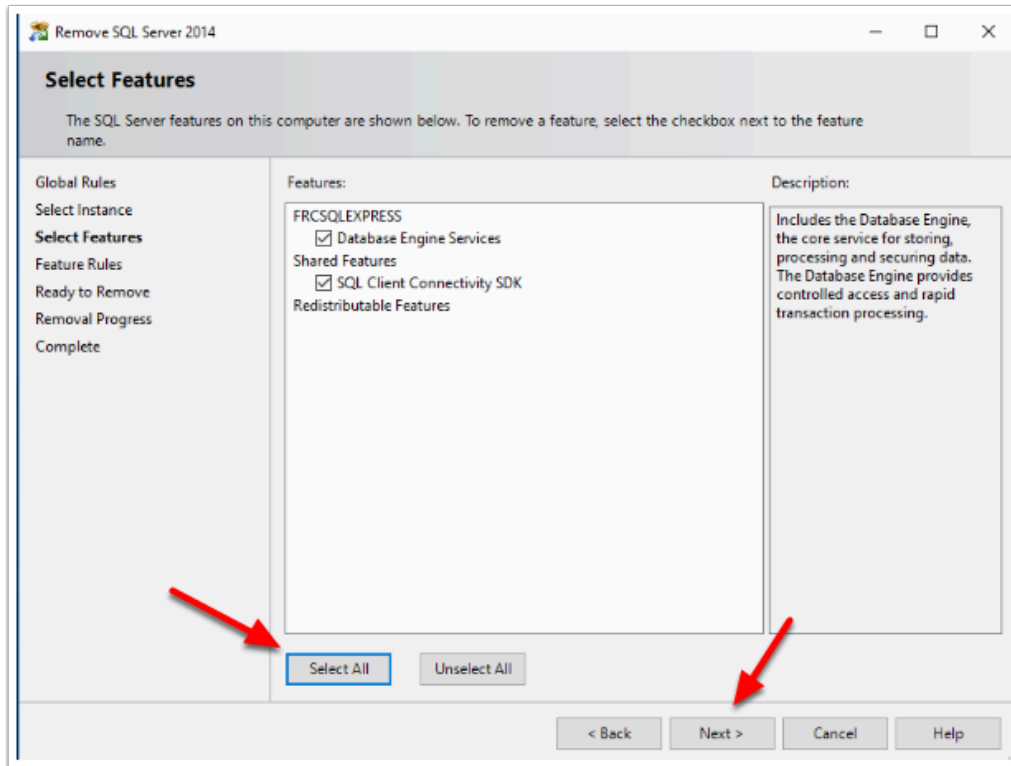 Remove SQL Server 2014
Select Features
The SQL Server features on this computer are shown below. To remove a feature, select the checkbox next to the feature
name.
Global Rules
Select Instance
Select Features
Feature Rules
Ready to Remove
Removal Progress
Complete
Features:
FRCSQLEXPRESS
Database Engine Services
Shared Features
SQL Client Connectivity SDK
Redistributable Features
Description:
Includes the Database Engine,
the core service for storing,
processing and securing data.
The Database Engine provides
controlled access and rapid
transaction processing.
Select All
Unselect All
< Back
Next >
Cancel
Help